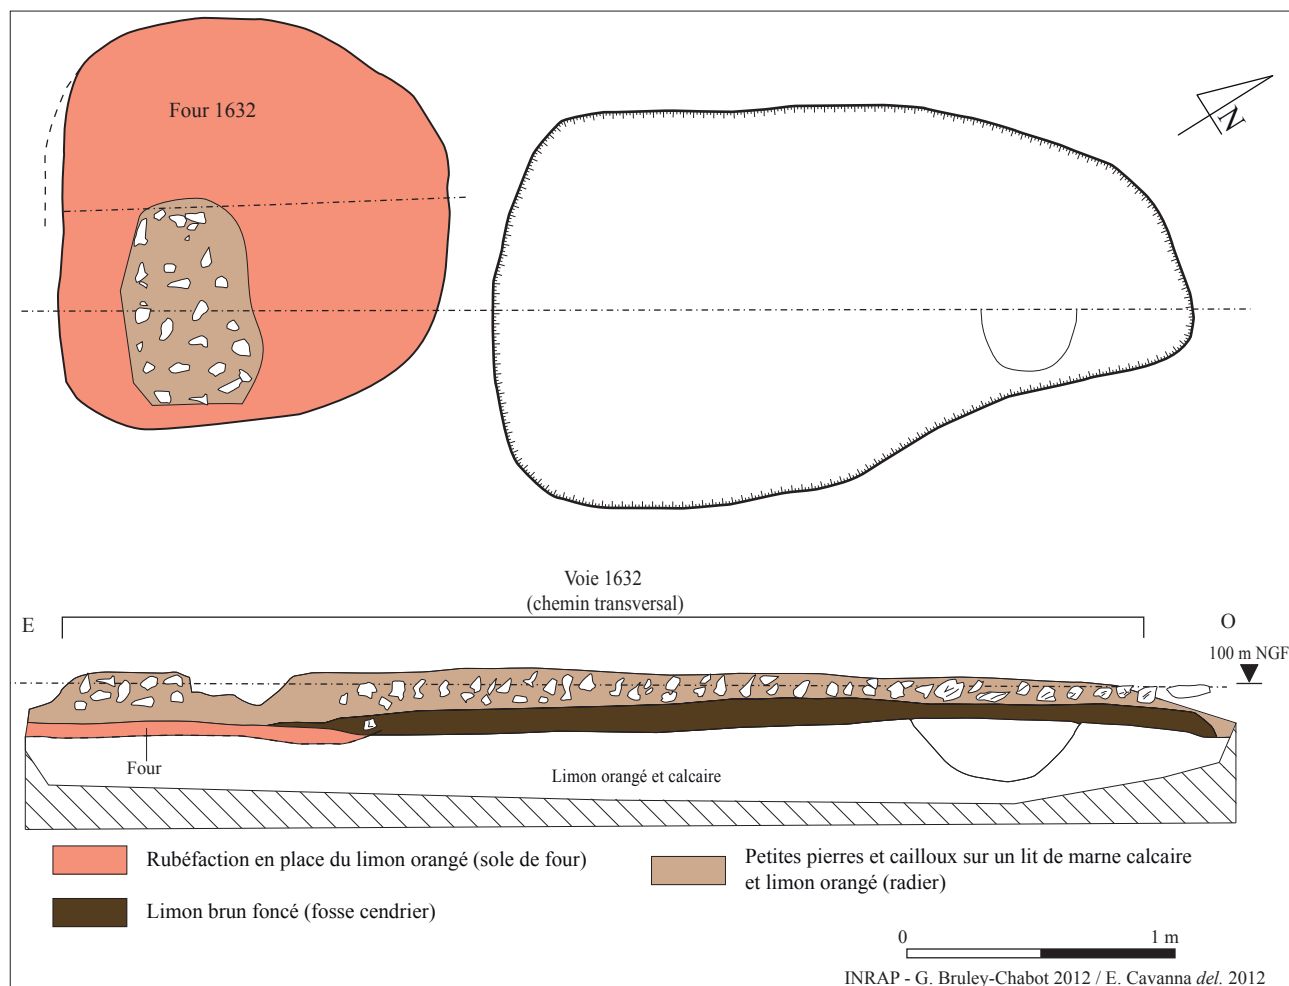 Four 1632
N
Voie 1632
(chemin transversal)
E
O
100 m NGF
Four
Limon orangé et calcaire
Rubéfaction en place du limon orangé (sole de four)
Petites pierres et cailloux sur un lit de marne calcaire
et limon orangé (radier)
Limon brun foncé (fosse cendrier)
0
1 m
INRAP - G. Bruley-Chabot 2012 / E. Cavanna del. 2012